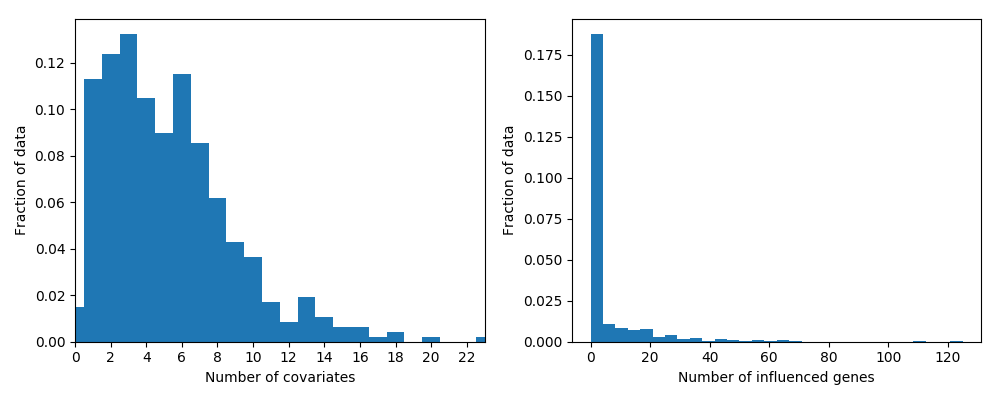 0.12
0.10
0.08
0.06
0.04
0.02
0.00
Fraction of data
0 2 4 6 8 10 12 14 16 18 20 22
Number of covariates
0.175
0.150
0.125
0.100
0.075
0.050
0.025
0.000
Fraction of data
0 20 40 60 80 100 120
Number of influenced genes